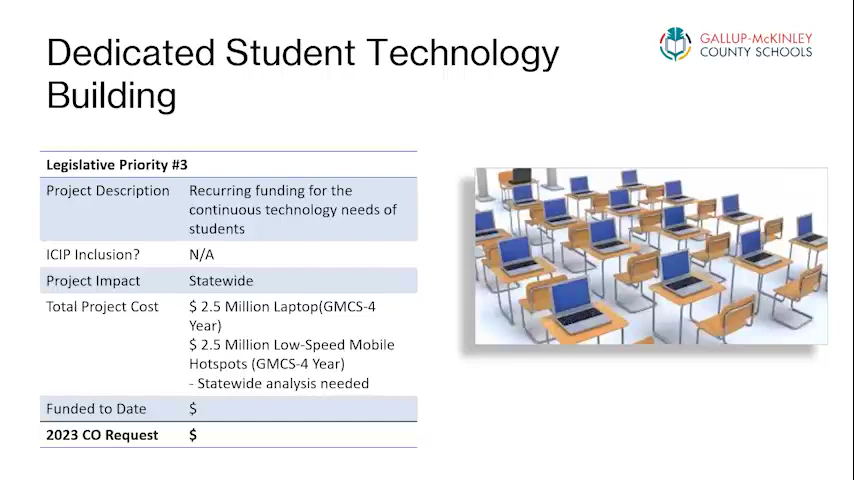 Dedicated Student Technology
Building
GALLUP-McKINLEY
COUNTY SCHOOLS
Legislative Priority #3
Project Description Recurring funding for the
continuous technology needs of
students
ICIP Inclusion? N/A
Project Impact Statewide
Total Project Cost $ 2.5 Million Laptop(GMCS-4
Year)
$ 2.5 Million Low-Speed Mobile
Hotspots (GMCS-4 Year)
- Statewide analysis needed
Funded to Date $
2023 CO Request $